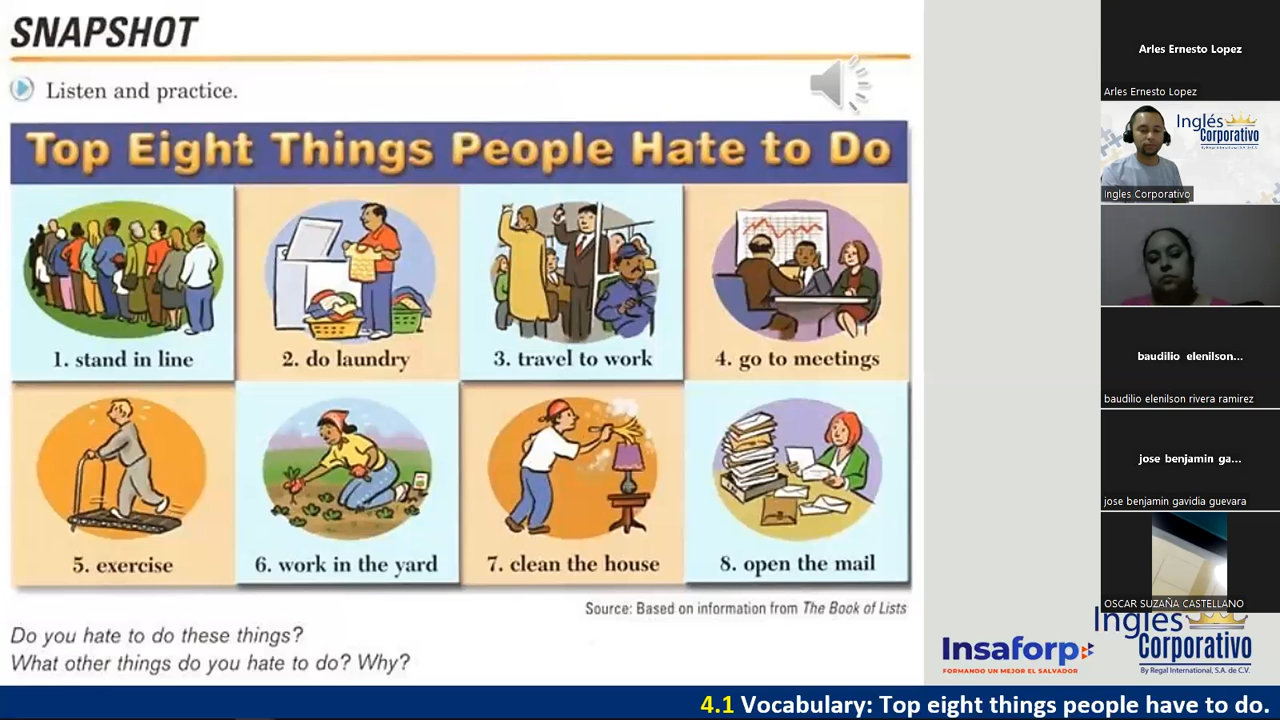 SNAPSHOT
Listen and practice.
Top Eight Things People Hate to Do
1. stand in line
2. do laundry
3. travel to work
4. go to meetings
5. exercise
6. work in the yard
7. clean the house
8. open the mail
Source: Based on information from The Book of Lists
Do you hate to do these things?
What other things do you hate to do? Why?
Arles Ernesto Lopez
Arles Ernesto Lopez
Inglés
Corporativo
By Regal International, S.A. de C.V.
Ingles Corporativo
baudilio elenilson...
baudilio elenilson rivera ramirez
jose benjamin ga...
jose benjamin gavidia guevara
OSCAR SUZAÑA CASTELLANO
Insaforp
FORMANDO UN MEJOR EL SALVADOR
Inglés
Corporativo
By Regal International, S.A. de C.V.
4.1 Vocabulary: Top eight things people have to do.